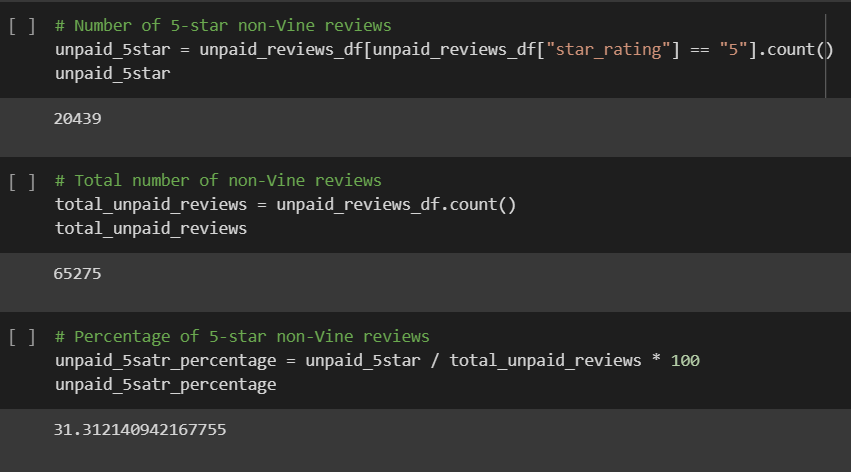 [ ] # Number of 5-star non-Vine reviews
unpaid_5star = unpaid_reviews_df[unpaid_reviews_df["star_rating"] == "5"].count()
unpaid_5star
20439
[ ] # Total number of non-Vine reviews
total_unpaid_reviews = unpaid_reviews_df.count()
total_unpaid_reviews
65275
[ ] # Percentage of 5-star non-Vine reviews
unpaid_5satr_percentage = unpaid_5star / total_unpaid_reviews * 100
unpaid_5satr_percentage
31.312140942167755